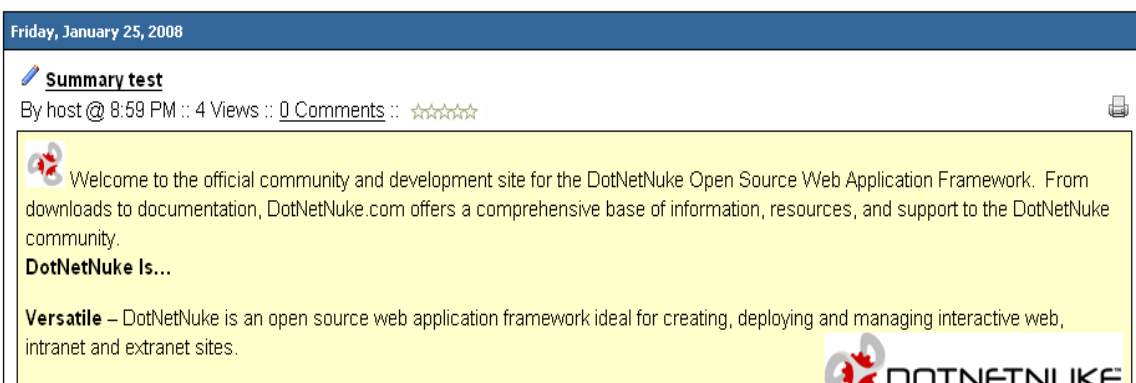 Friday, January 25, 2008
Summary test
By host @ 8:59 PM :: 4 Views :: 0 Comments ::
Welcome to the official community and development site for the DotNetNuke Open Source Web Application Framework.  From
downloads to documentation, DotNetNuke.com offers a comprehensive base of information, resources, and support to the DotNetNuke
community.
DotNetNuke Is...
Versatile – DotNetNuke is an open source web application framework ideal for creating, deploying and managing interactive web,
intranet and extranet sites.
DOTNETNUKE